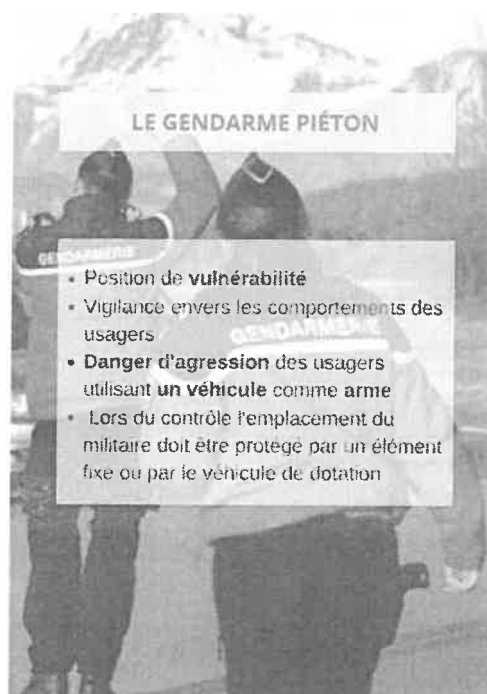 LE GENDARME PIÉTON
GENDARMERIE
• Position de vulnérabilité
• Vigilance envers les comportements des
usagers
GENDARMERIE
• Danger d'agression des usagers
utilisant un véhicule comme arme
• Lors du contrôle l'emplacement du
militaire doit être protegé par un élément
fixe ou par le véhicule de dotation